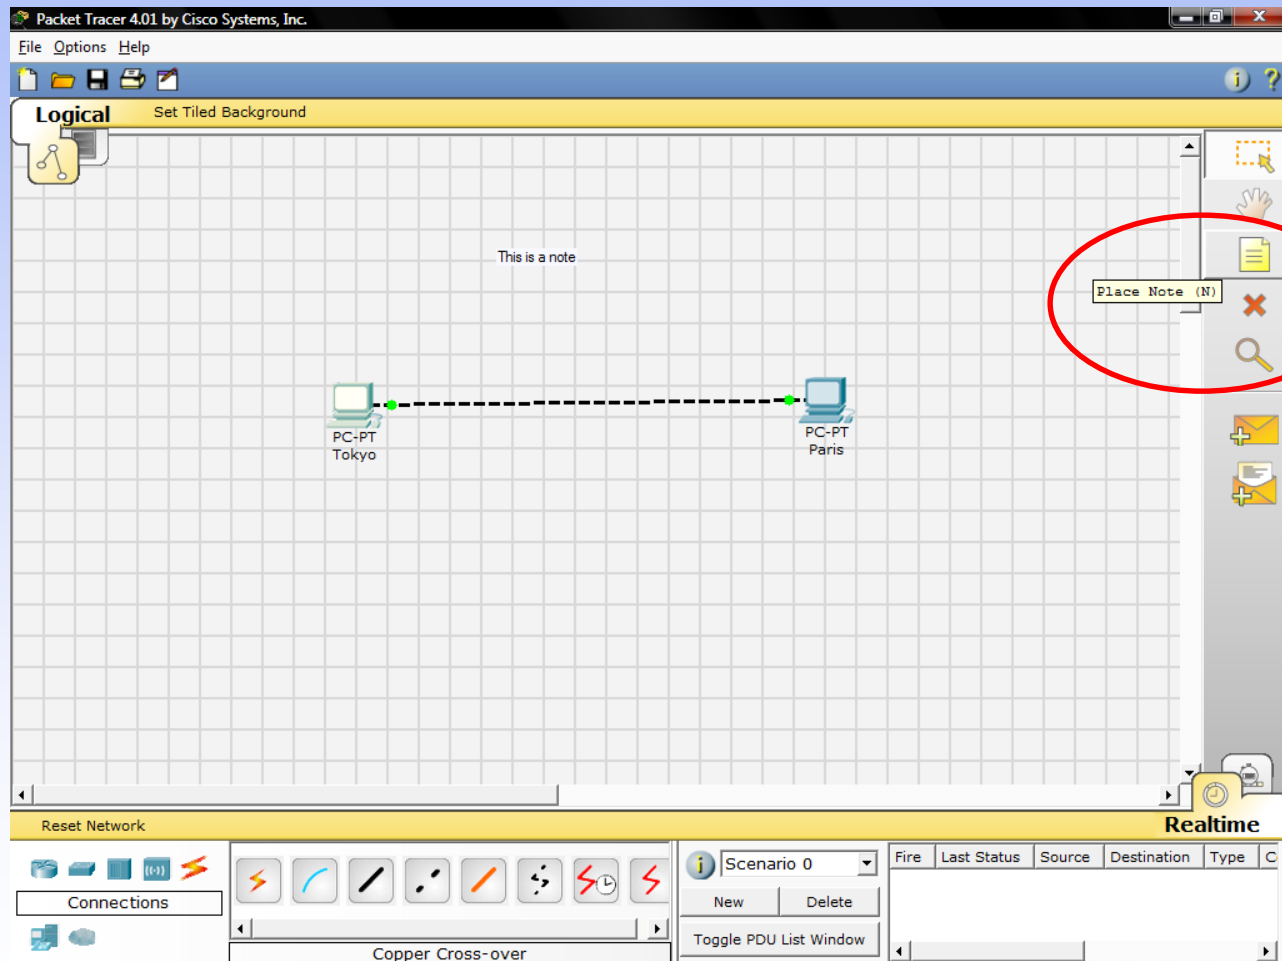 Packet Tracer 4.01 by Cisco Systems, Inc.
File Options Help
Logical Set Tiled Background
This is a note
Place Note (N)
PC-PT
Tokyo
PC-PT
Paris
Reset Network
Realtime
Connections
Copper Cross-over
Scenario 0
New Delete
Toggle PDU List Window
Fire Last Status Source Destination Type C